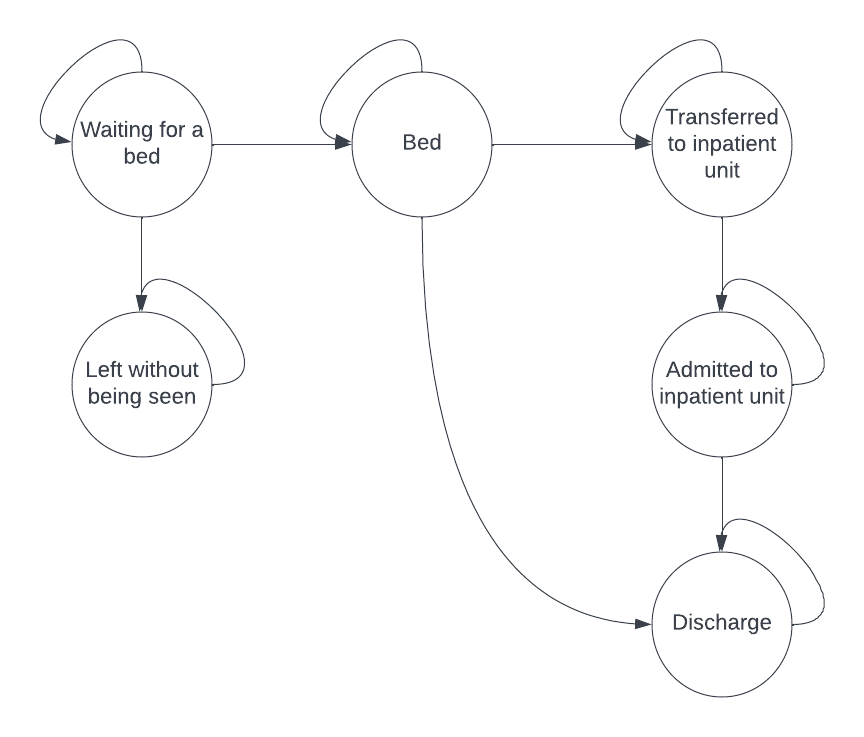 Waiting for a
bed
Bed
Transferred
to inpatient
unit
Left without
being seen
Admitted to
inpatient unit
Discharge